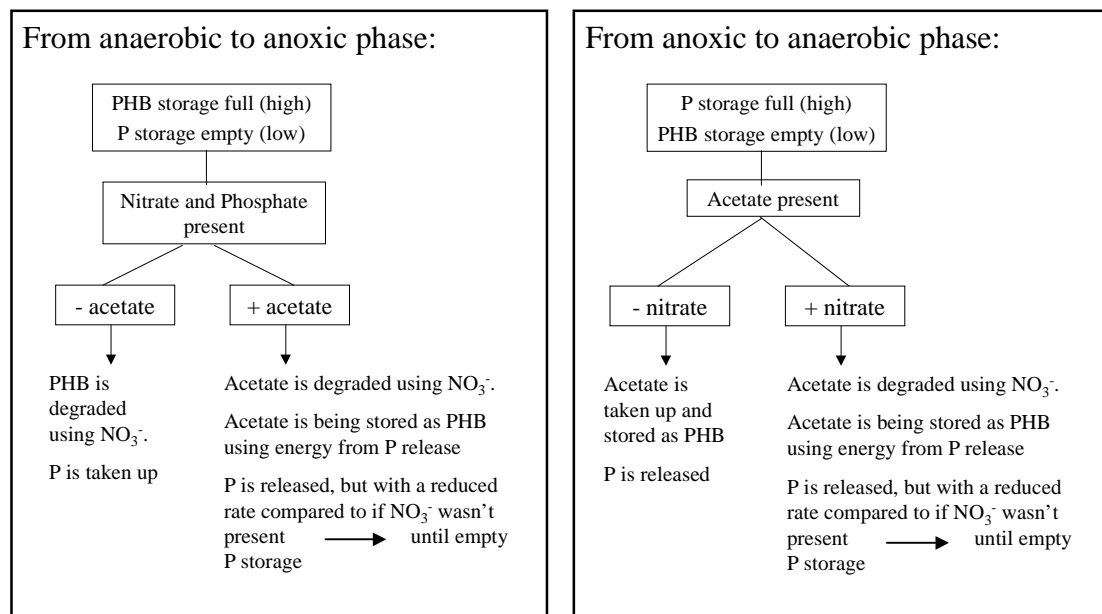 From anaerobic to anoxic phase:
PHB storage full (high)
P storage empty (low)
Nitrate and Phosphate
present
- acetate
+ acetate
PHB is
degraded
using NO₃⁻.
P is taken up
Acetate is degraded using NO₃⁻.
Acetate is being stored as PHB
using energy from P release
P is released, but with a reduced
rate compared to if NO₃⁻ wasn't
present until empty
P storage
From anoxic to anaerobic phase:
P storage full (high)
PHB storage empty (low)
Acetate present
- nitrate
+ nitrate
Acetate is
taken up and
stored as PHB
P is released
Acetate is degraded using NO₃⁻.
Acetate is being stored as PHB
using energy from P release
P is released, but with a reduced
rate compared to if NO₃⁻ wasn't
present until empty
P storage